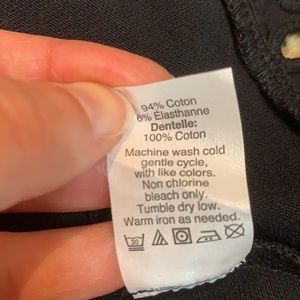 94% Coton
6% Élasthanne
Dentelle:
100% Coton
Machine wash cold
gentle cycle,
with like colors.
Non chlorine
bleach only.
Tumble dry low.
Warm iron as needed.
30